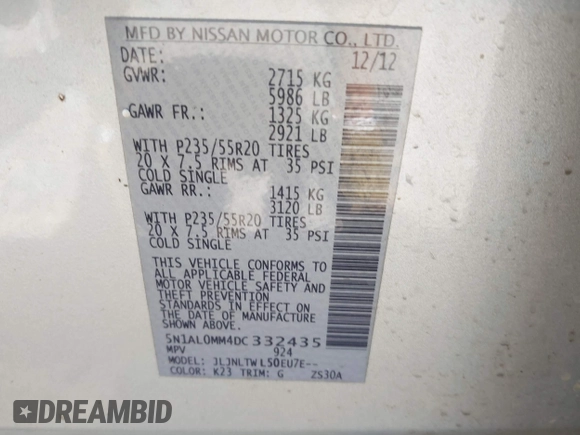 MFD BY NISSAN MOTOR CO., LTD.
DATE: 12/12
GVWR: 2715 KG
5986 LB
GAWR FR.: 1325 KG
2921 LB
WITH P235/55R20 TIRES
20 X 7.5 RIMS AT 35 PSI
COLD SINGLE
GAWR RR.: 1415 KG
3120 LB
WITH P235/55R20 TIRES
20 X 7.5 RIMS AT 35 PSI
COLD SINGLE
THIS VEHICLE CONFORMS TO
ALL APPLICABLE FEDERAL
MOTOR VEHICLE SAFETY AND
THEFT PREVENTION
STANDARDS IN EFFECT ON
THE DATE OF MANUFACTURE
SHOWN ABOVE.
5N1AL0MM4DC332435
MPV 924
MODEL: JLJNLTWL50EU7E--
COLOR: K23 TRIM: G ZS30A
DREAMBID
DREAMBID